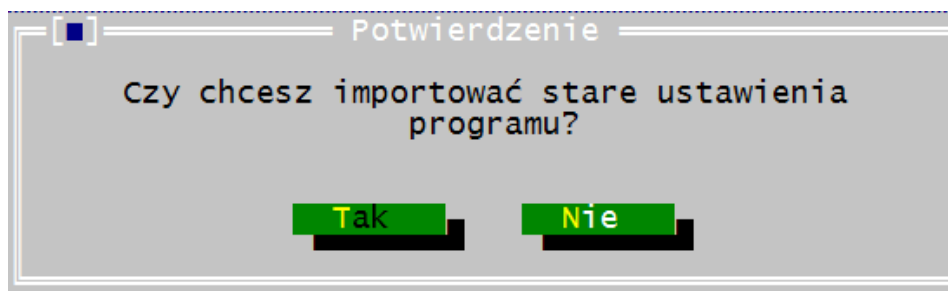 Potwierdzenie
Czy chcesz importować stare ustawienia
programu?
Tak Nie